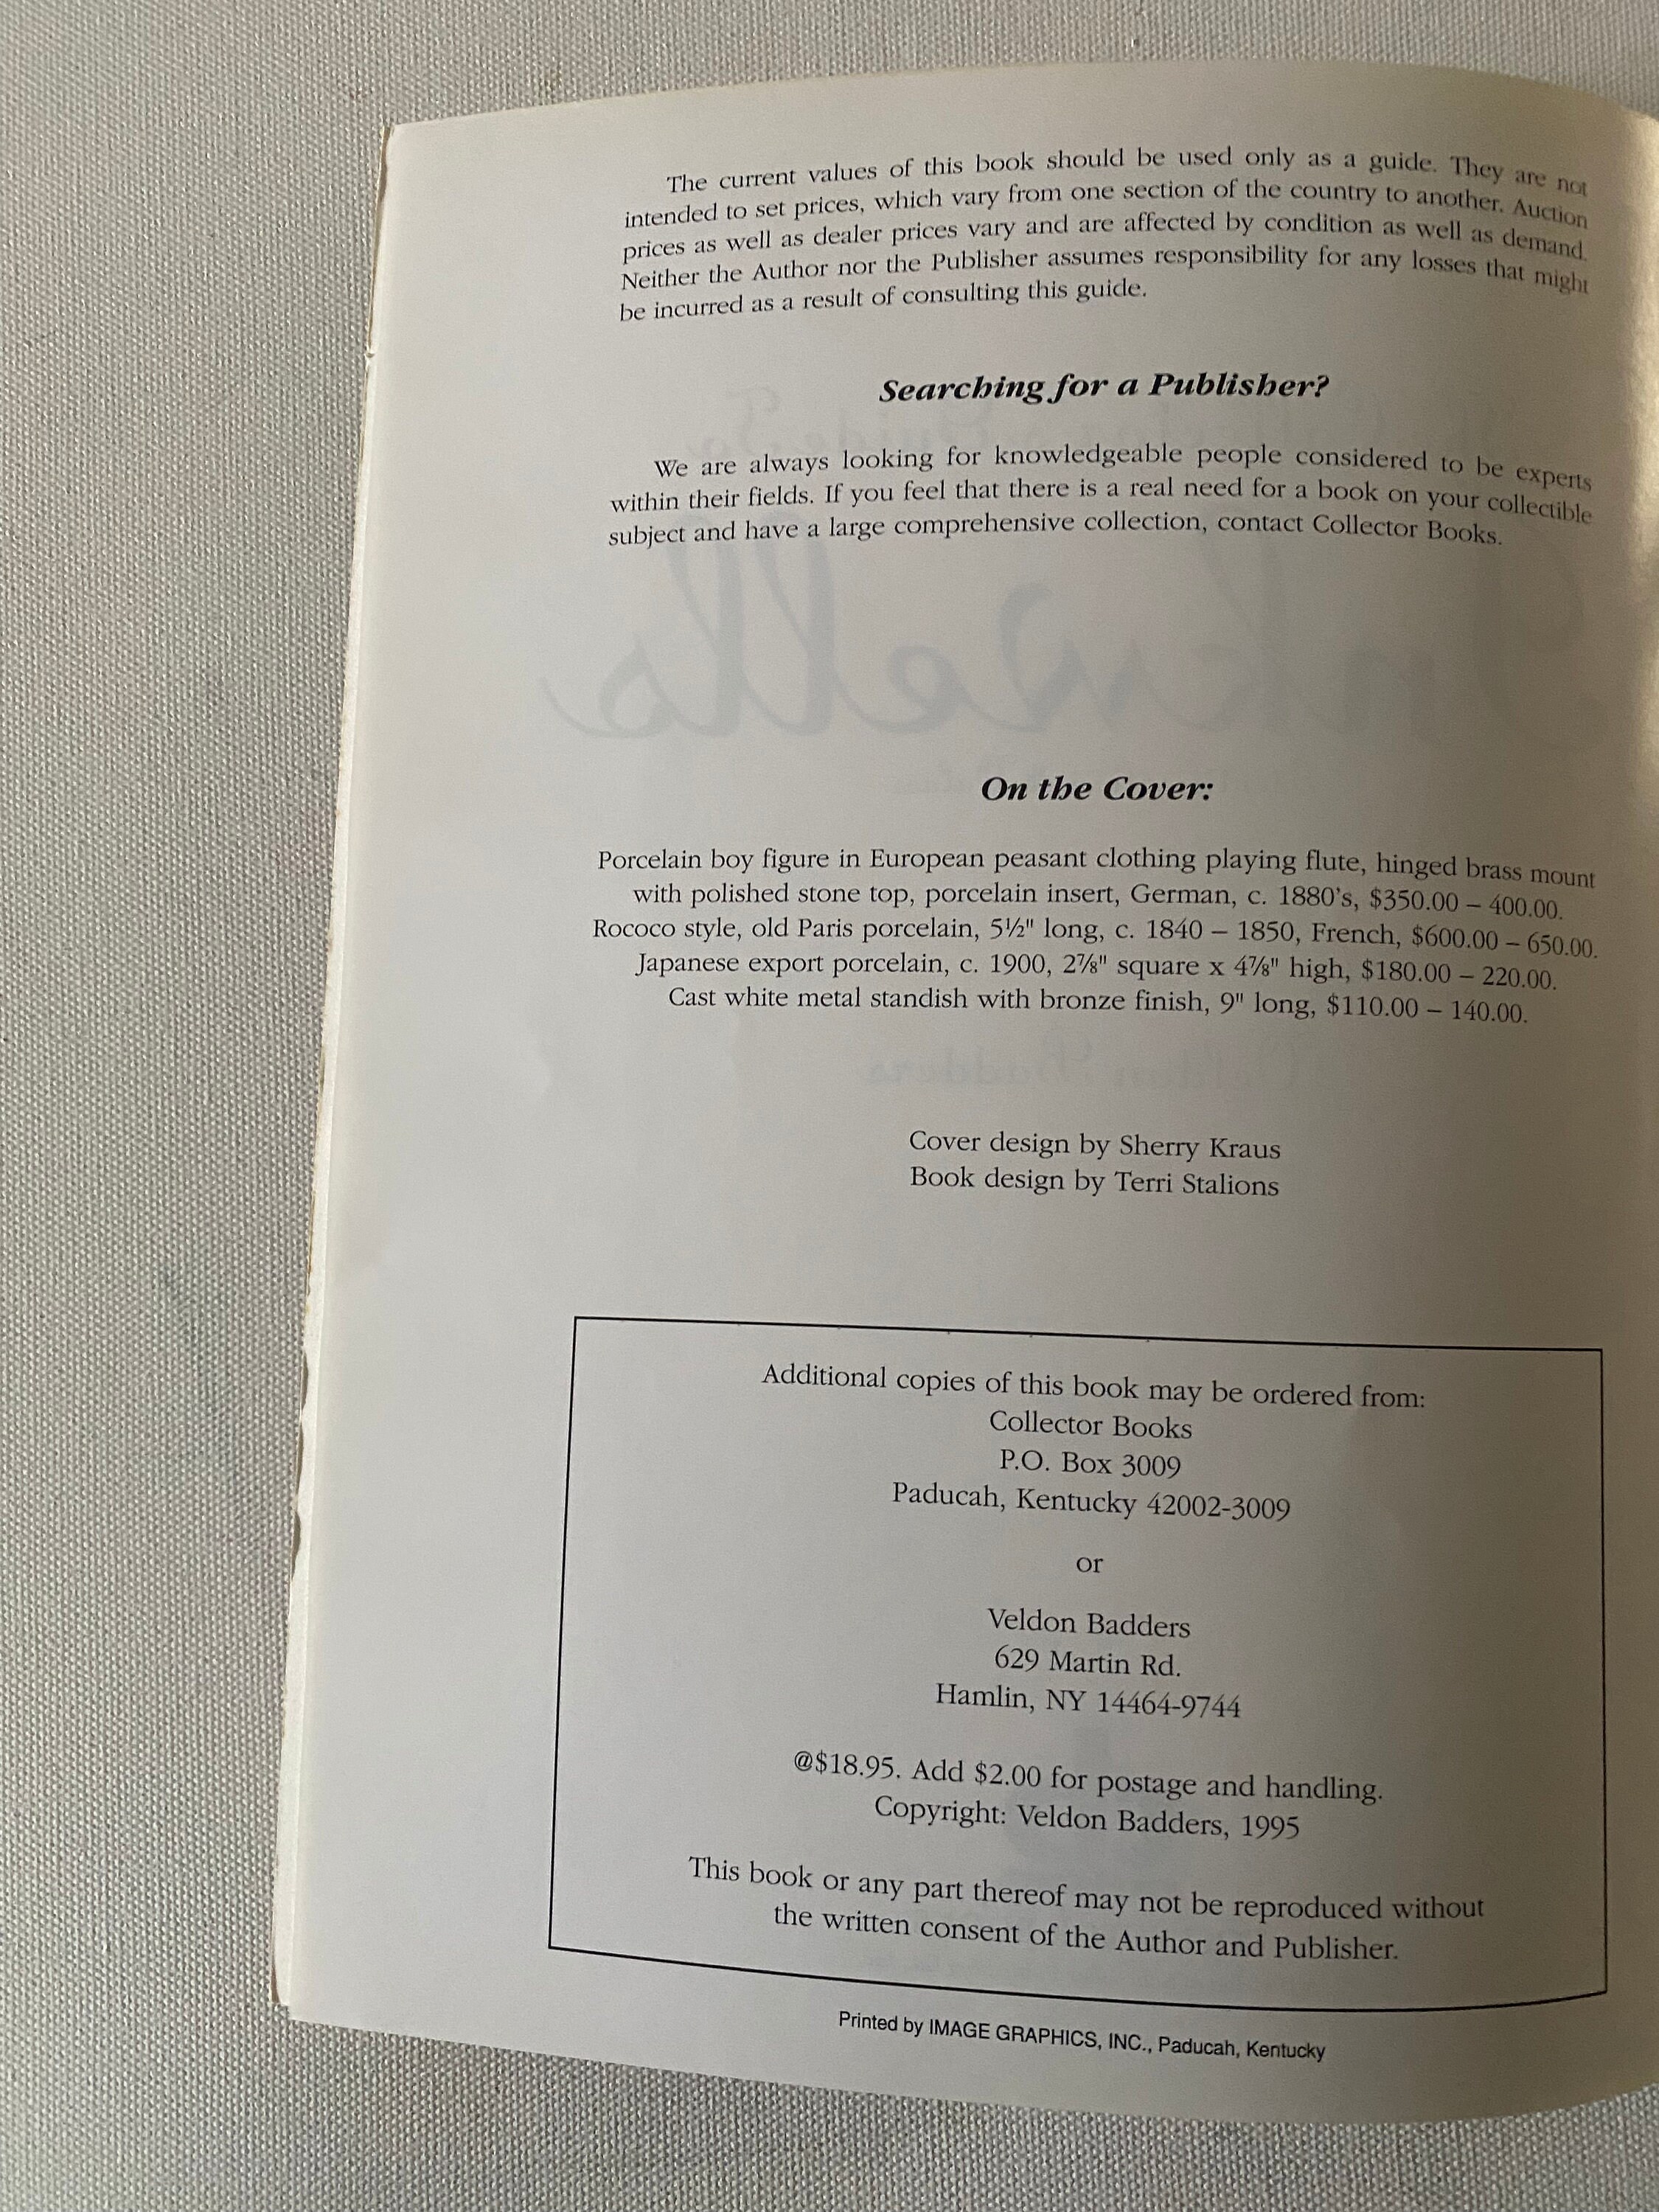 The current values of this book should be used only as a guide. They are not
intended to set prices, which vary from one section of the country to another. Auction
prices as well as dealer prices vary and are affected by condition as well as demand.
Neither the Author nor the Publisher assumes responsibility for any losses that might
be incurred as a result of consulting this guide.
Searching for a Publisher?
We are always looking for knowledgeable people considered to be experts
within their fields. If you feel that there is a real need for a book on your collectible
subject and have a large comprehensive collection, contact Collector Books.
On the Cover:
Porcelain boy figure in European peasant clothing playing flute, hinged brass mount
with polished stone top, porcelain insert, German, c. 1880's, $350.00 – 400.00.
Rococo style, old Paris porcelain, 5½" long, c. 1840 – 1850, French, $600.00 – 650.00.
Japanese export porcelain, c. 1900, 2⅞" square x 4⅞" high, $180.00 – 220.00.
Cast white metal standish with bronze finish, 9" long, $110.00 – 140.00.
Cover design by Sherry Kraus
Book design by Terri Stalions
Additional copies of this book may be ordered from:
Collector Books
P.O. Box 3009
Paducah, Kentucky 42002-3009
or
Veldon Badders
629 Martin Rd.
Hamlin, NY 14464-9744
@$18.95. Add $2.00 for postage and handling.
Copyright: Veldon Badders, 1995
This book or any part thereof may not be reproduced without
the written consent of the Author and Publisher.
Printed by IMAGE GRAPHICS, INC., Paducah, Kentucky